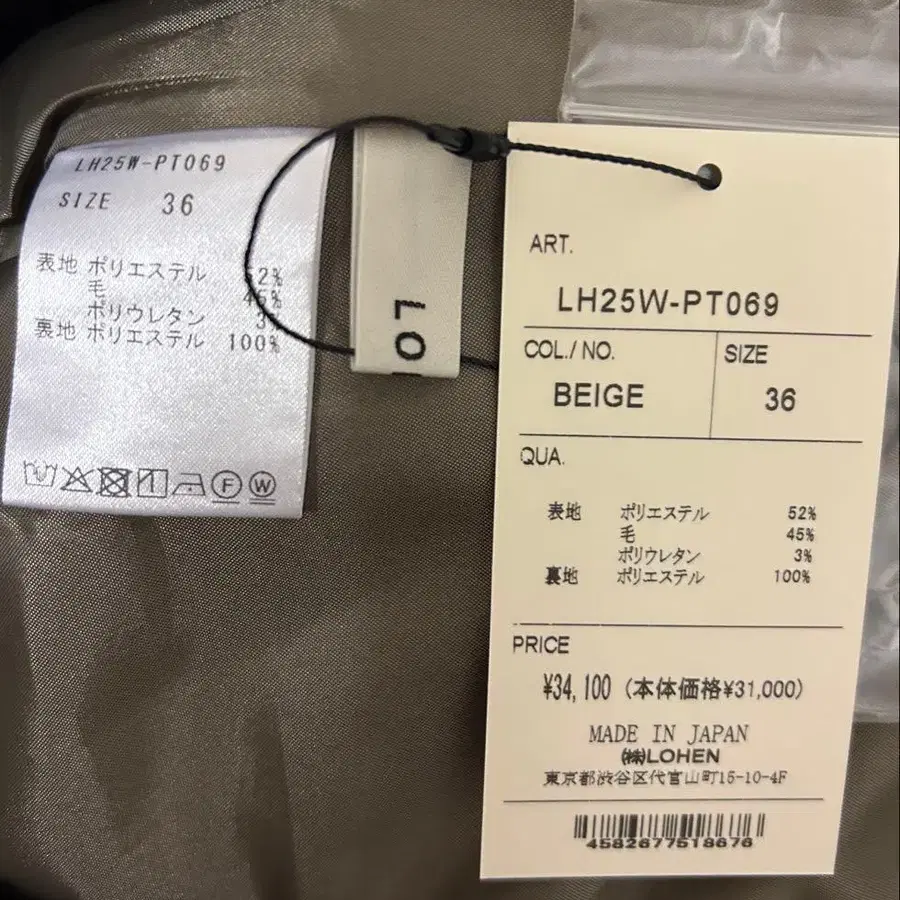 LH25W-PT069
SIZE 36
表地 ポリエステル 52%
毛 45%
ポリウレタン 3%
裏地 ポリエステル 100%
F W
LO
ART.
LH25W-PT069
COL./NO. SIZE
BEIGE 36
QUA.
表地 ポリエステル 52%
毛 45%
ポリウレタン 3%
裏地 ポリエステル 100%
PRICE
¥34,100 (本体価格¥31,000)
MADE IN JAPAN
㈱LOHEN
東京都渋谷区代官山町15-10-4F
4582677518676